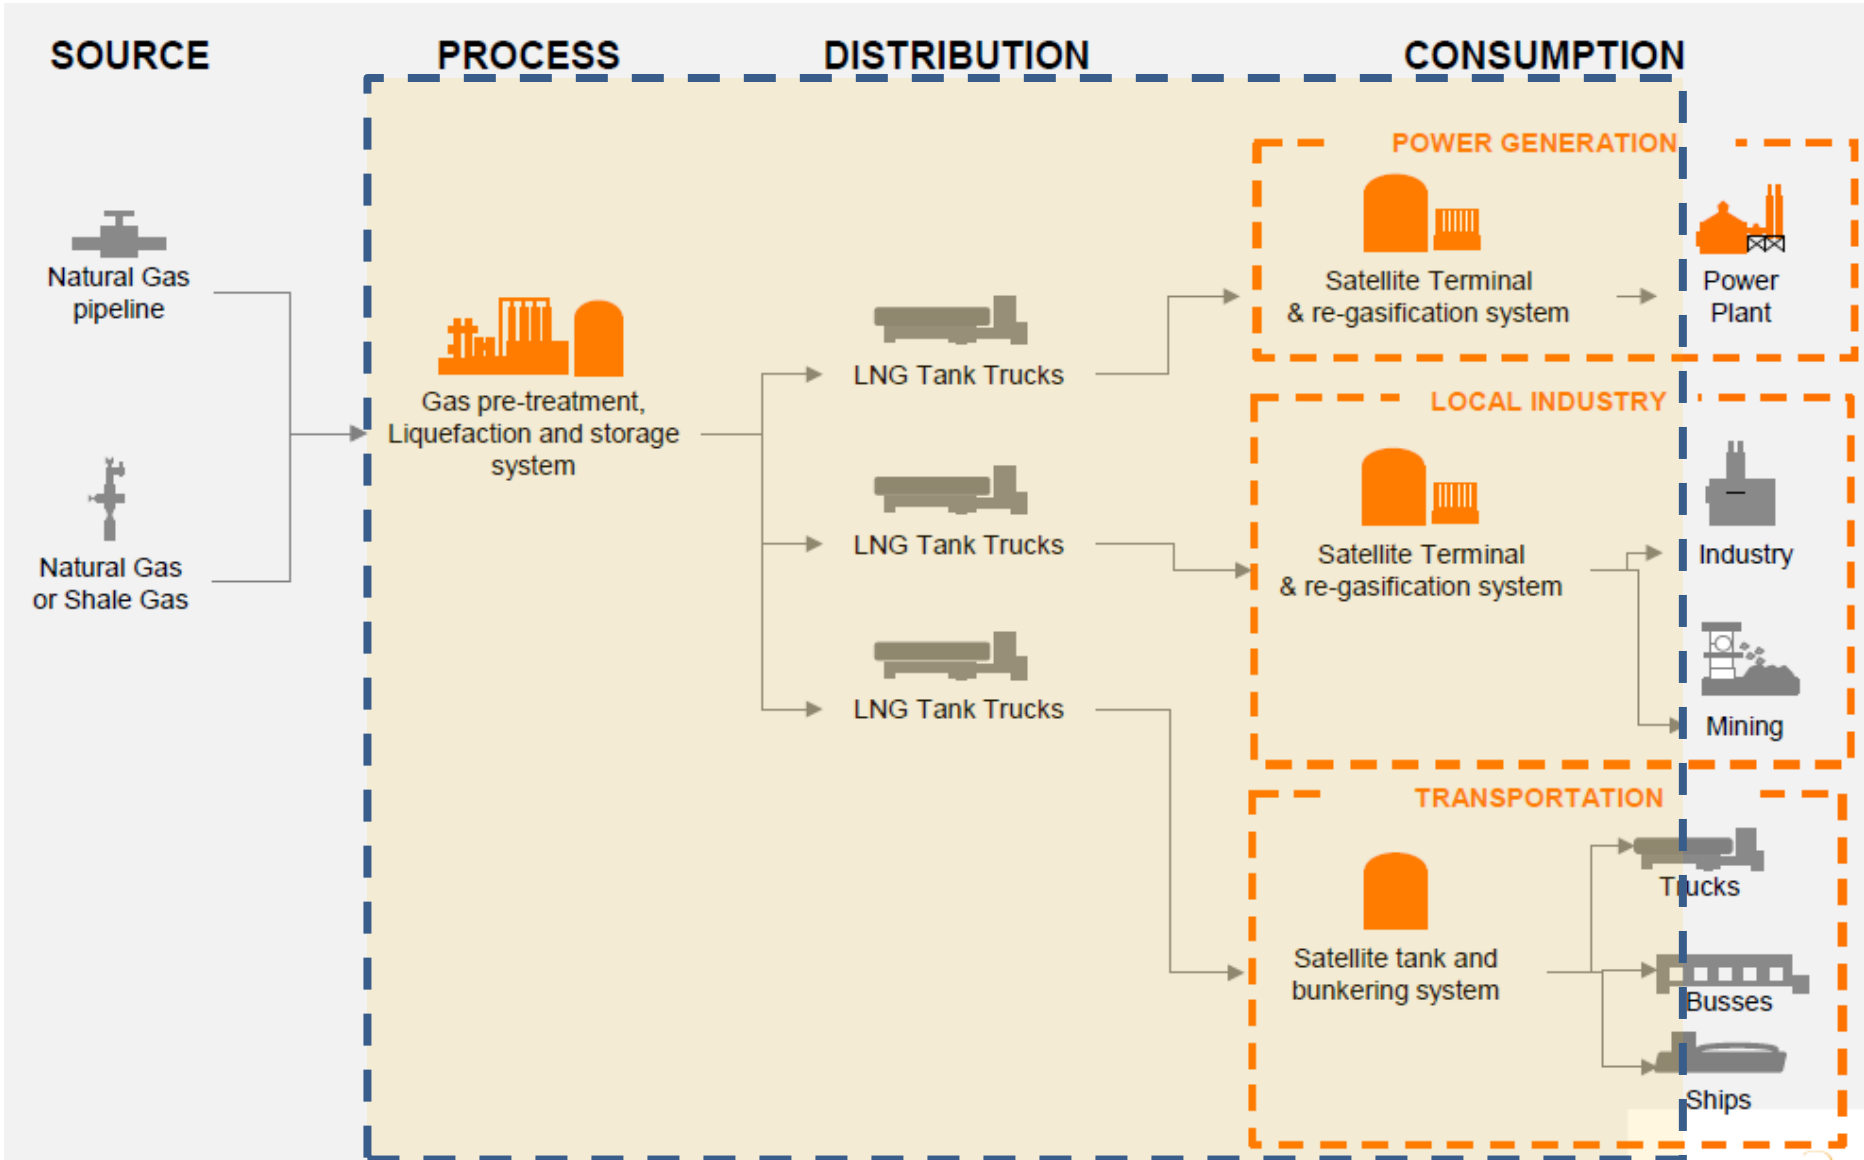 SOURCE
PROCESS
DISTRIBUTION
CONSUMPTION
Natural Gas
pipeline
Natural Gas
or Shale Gas
Gas pre-treatment,
Liquefaction and storage
system
LNG Tank Trucks
LNG Tank Trucks
LNG Tank Trucks
POWER GENERATION
Satellite Terminal
& re-gasification system
Power
Plant
LOCAL INDUSTRY
Satellite Terminal
& re-gasification system
Industry
Mining
TRANSPORTATION
Satellite tank and
bunkering system
Trucks
Busses
Ships